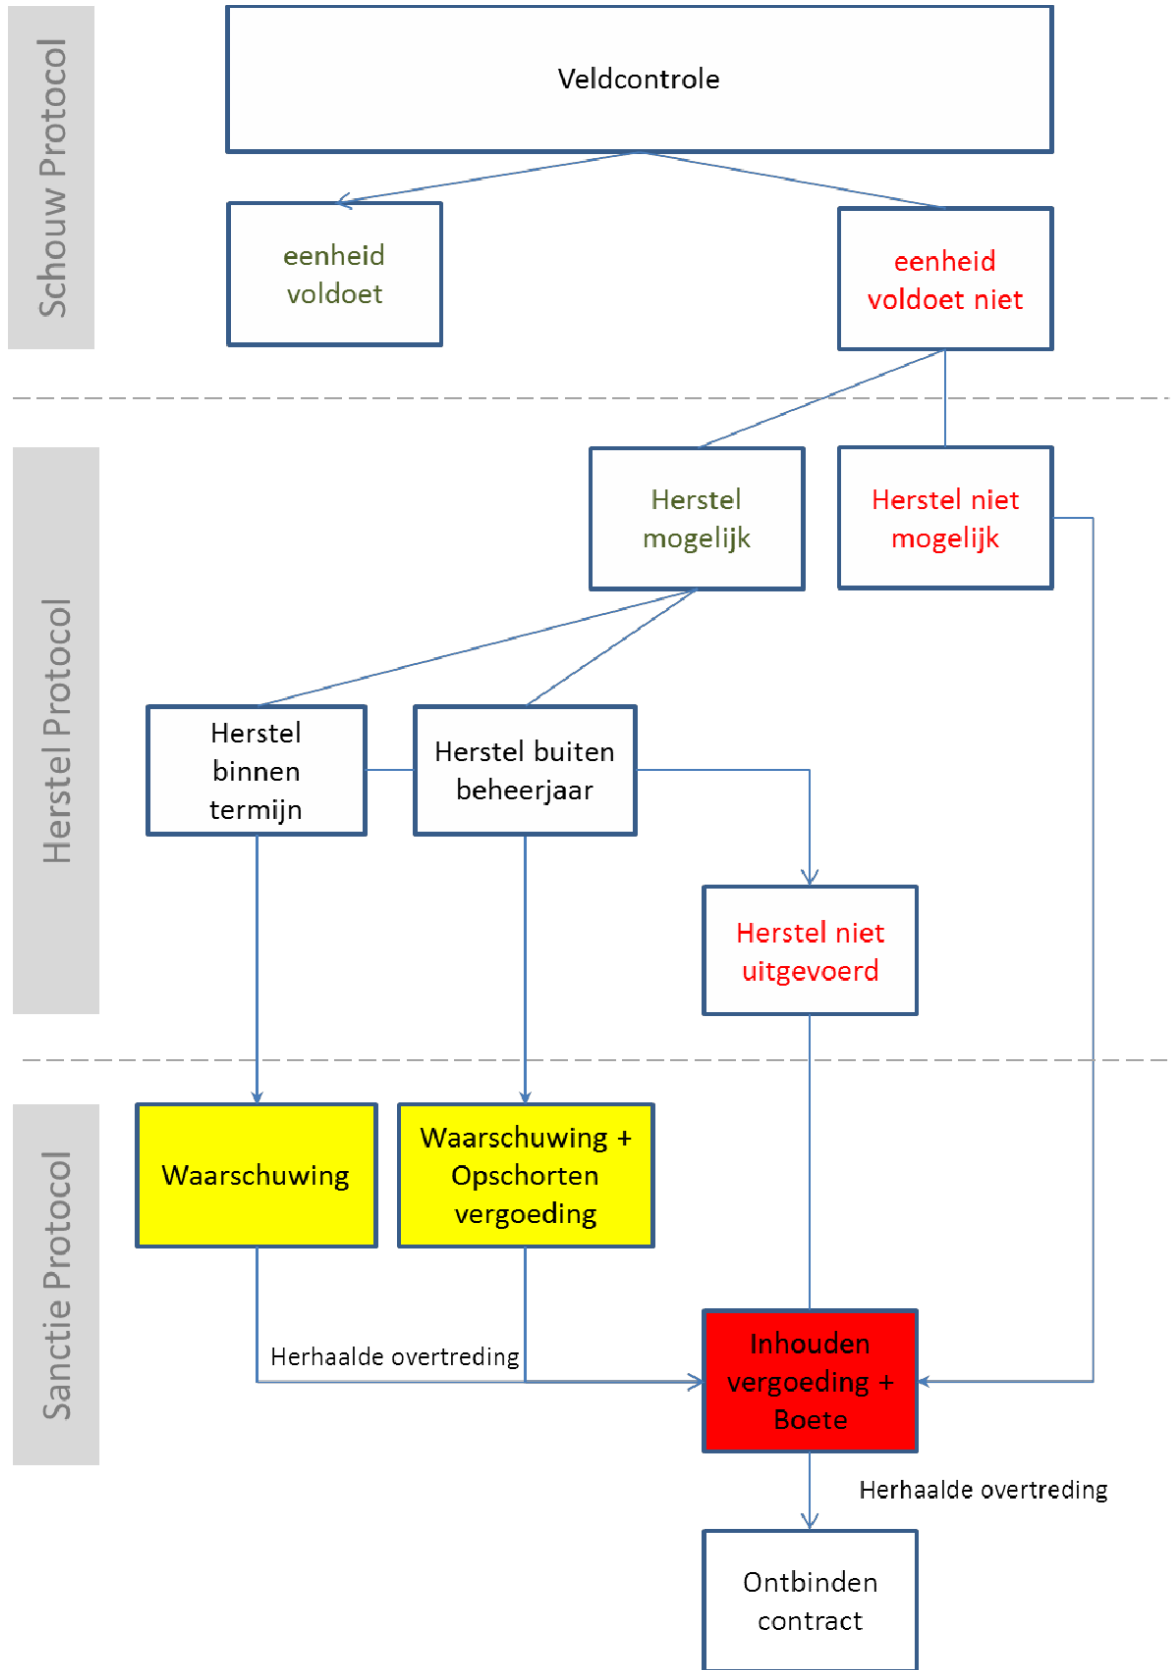 Schouw Protocol
Veldcontrole
eenheid
voldoet
eenheid
voldoet niet
Herstel Protocol
Herstel
mogelijk
Herstel niet
mogelijk
Herstel
binnen
termijn
Herstel buiten
beheerjaar
Herstel niet
uitgevoerd
Sanctie Protocol
Waarschuwing
Waarschuwing +
Opschorten
vergoeding
Herhaalde overtreding
Inhouden
vergoeding +
Boete
Herhaalde overtreding
Ontbinden
contract